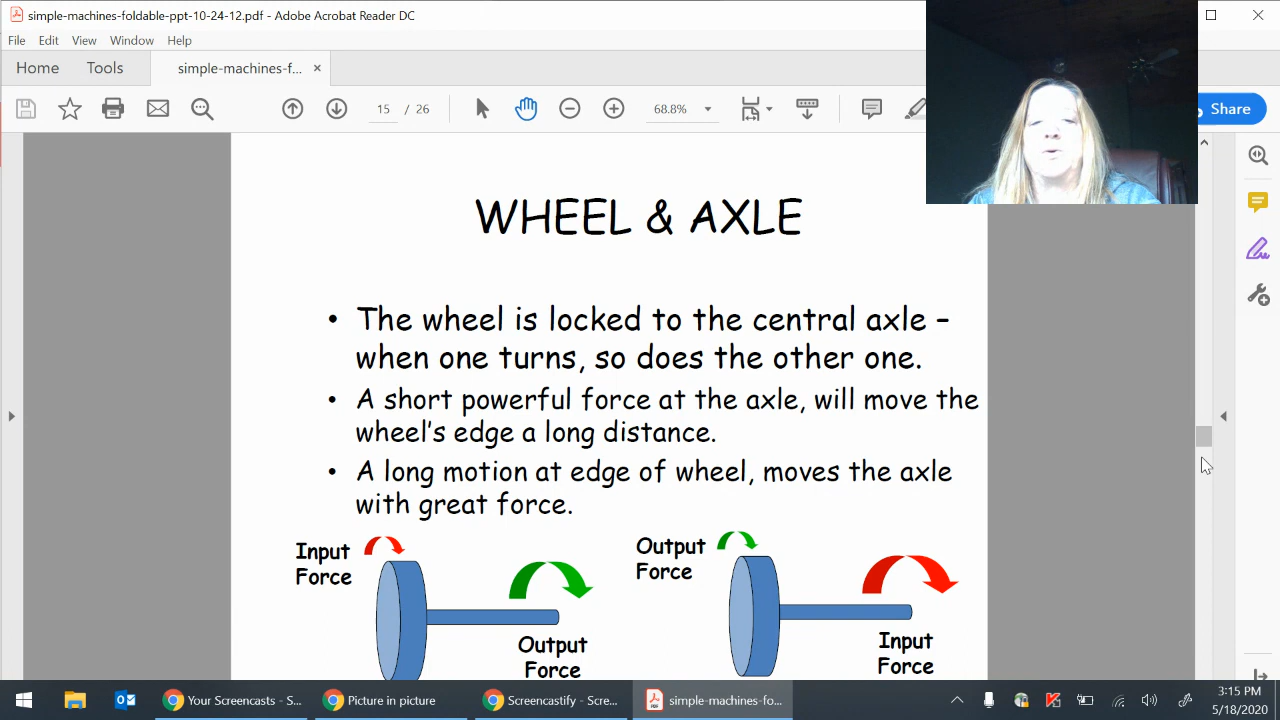 simple-machines-foldable-ppt-10-24-12.pdf - Adobe Acrobat Reader DC
File Edit View Window Help
Home Tools simple-machines-f... ×
15 / 26 68.8% Share
WHEEL & AXLE
• The wheel is locked to the central axle –
when one turns, so does the other one.
• A short powerful force at the axle, will move the
wheel's edge a long distance.
• A long motion at edge of wheel, moves the axle
with great force.
Input
Force
Output
Force
Output
Force
Input
Force
Your Screencasts - S... Picture in picture Screencastify - Scree... simple-machines-fo...
3:15 PM
5/18/2020